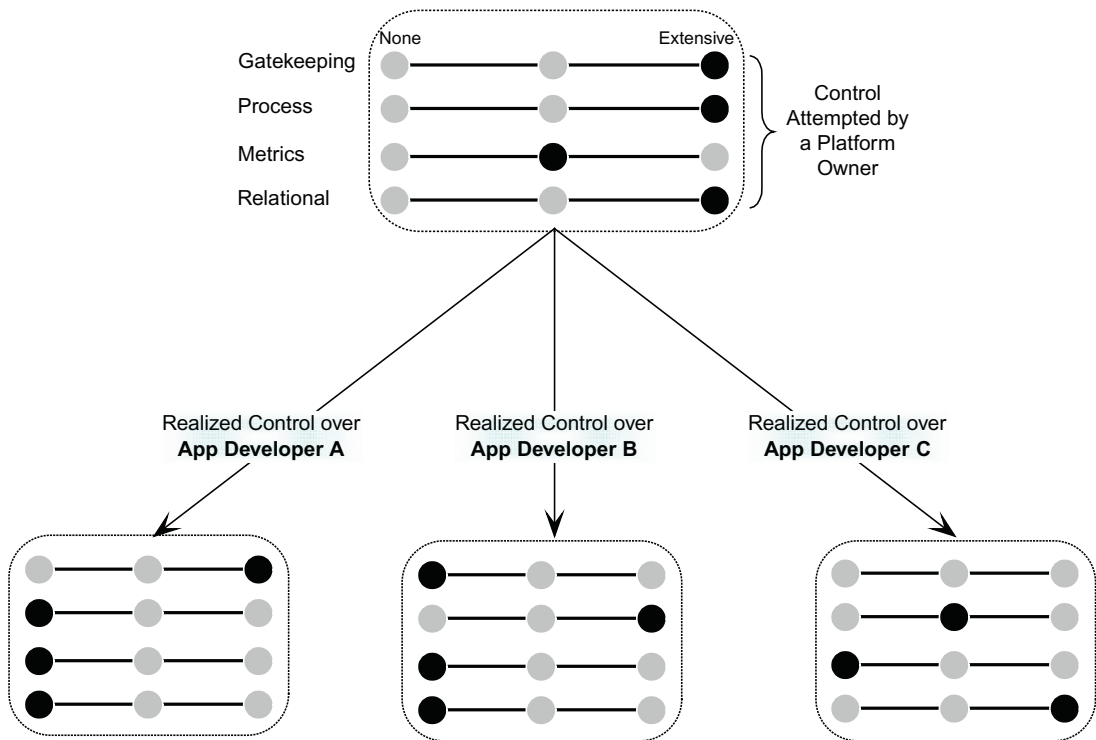 None
Extensive
Gatekeeping
Process
Metrics
Relational
Control
Attempted by
a Platform
Owner
Realized Control over
App Developer A
Realized Control over
App Developer B
Realized Control over
App Developer C